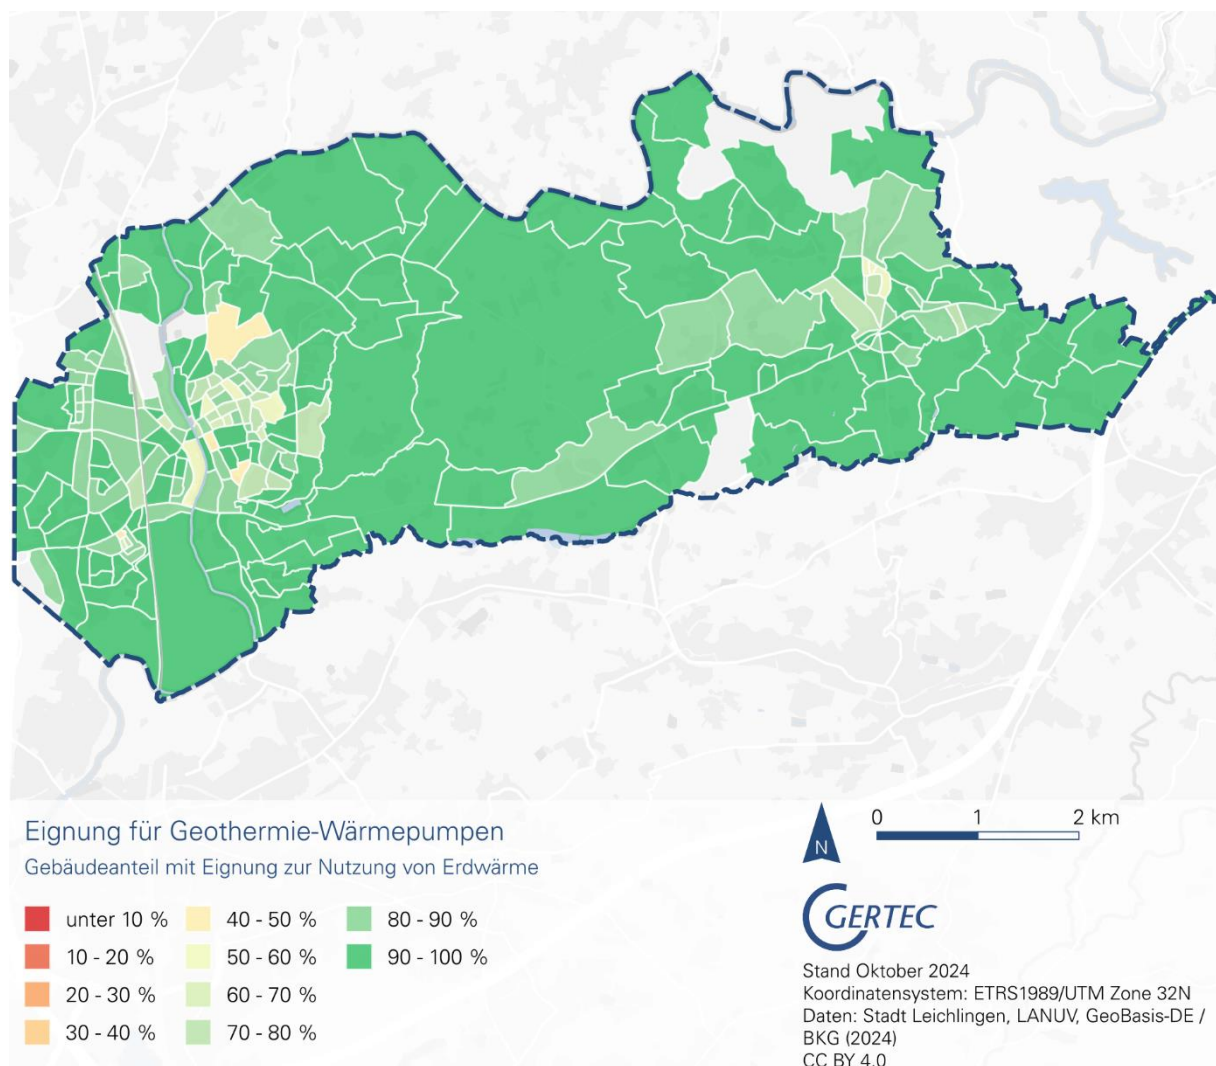 Eignung für Geothermie-Wärmepumpen
Gebäudeanteil mit Eignung zur Nutzung von Erdwärme
unter 10 %
10 - 20 %
20 - 30 %
30 - 40 %
40 - 50 %
50 - 60 %
60 - 70 %
70 - 80 %
80 - 90 %
90 - 100 %
N
0 1 2 km
GERTEC
Stand Oktober 2024
Koordinatensystem: ETRS1989/UTM Zone 32N
Daten: Stadt Leichlingen, LANUV, GeoBasis-DE /
BKG (2024)
CC BY 4.0